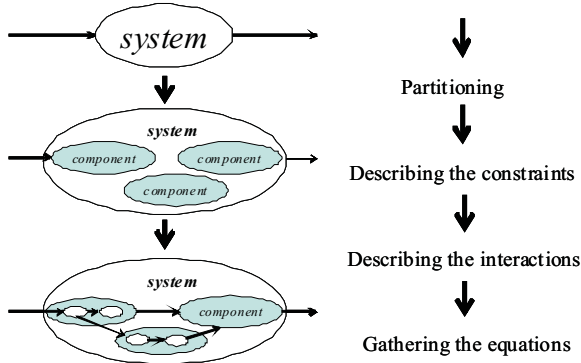 system
system
component
component
component
system
component
Partitioning
Describing the constraints
Describing the interactions
Gathering the equations